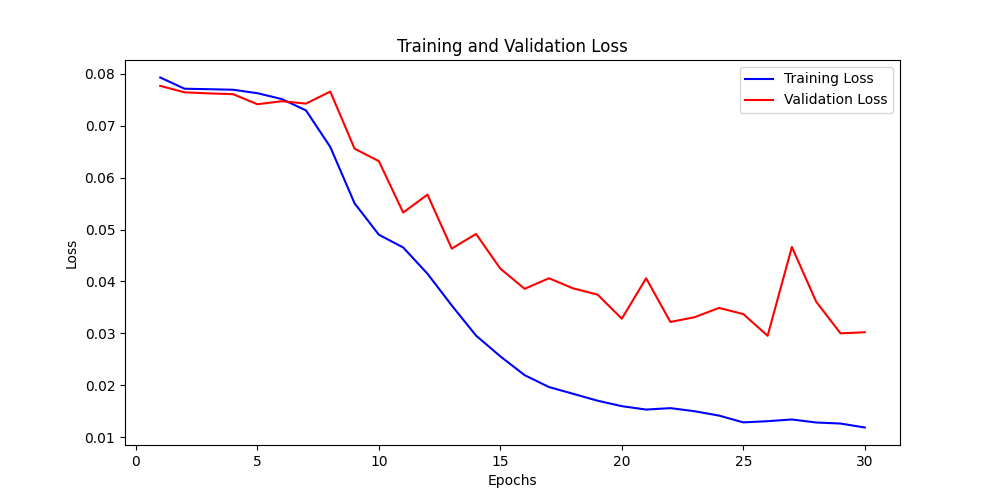 Training and Validation Loss
Training Loss
Validation Loss
0.08
0.07
0.06
0.05
0.04
0.03
0.02
0.01
Loss
0 5 10 15 20 25 30
Epochs